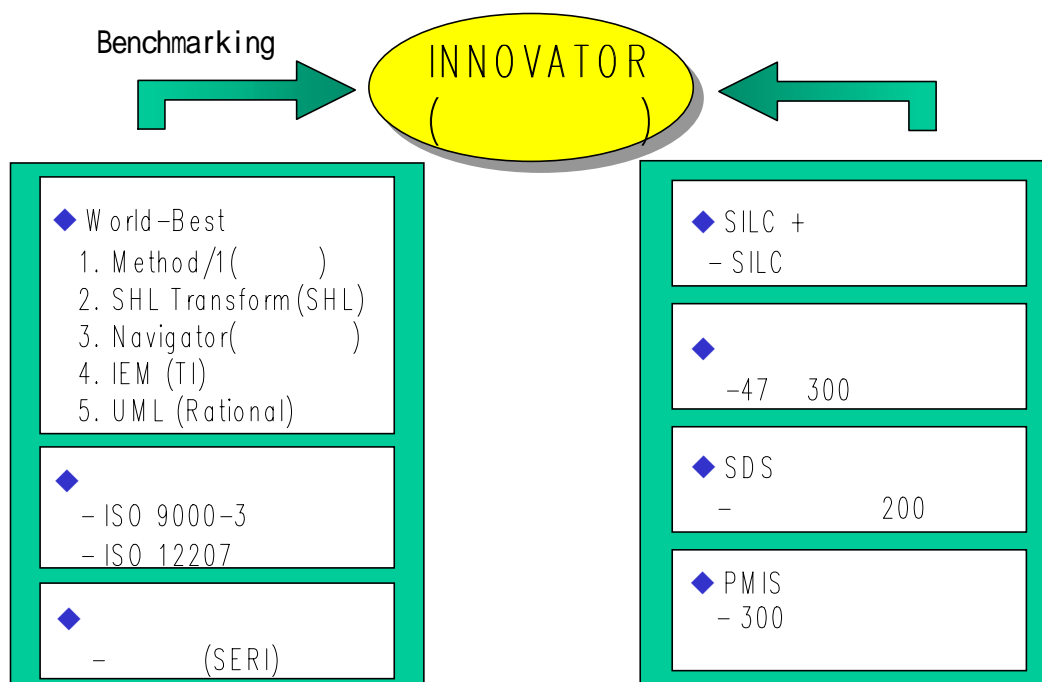 Benchmarking
INNOVATOR
( )
◆ World-Best
1. Method/1( )
2. SHL Transform(SHL)
3. Navigator( )
4. IEM (TI)
5. UML (Rational)
◆
- ISO 9000-3
- ISO 12207
◆
- (SERI)
◆ SILC +
- SILC
◆
-47 300
◆ SDS
- 200
◆ PMIS
- 300